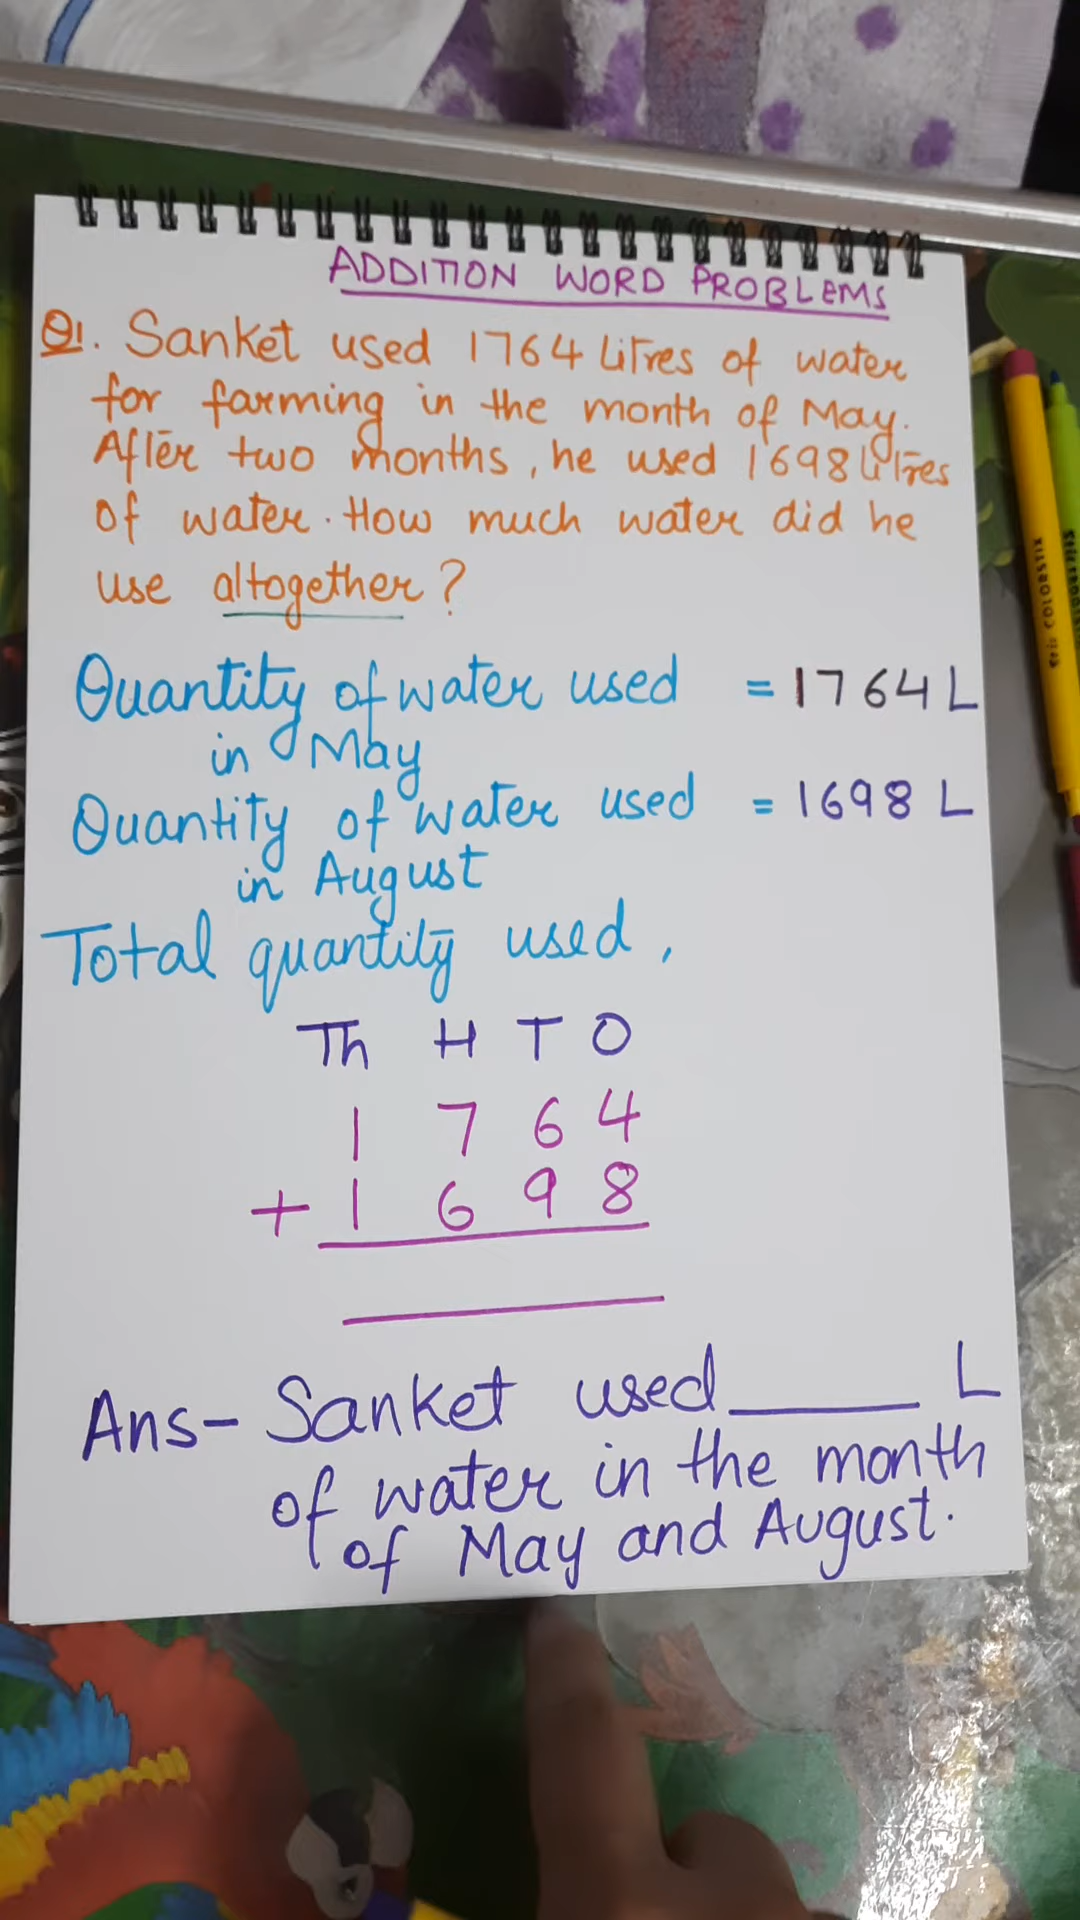 ADDITION WORD PROBLEMS
Q1. Sanket used 1764 Litres of water
for farming in the month of May.
After two months, he used 1698 Litres
of water. How much water did he
use altogether?
Quantity of water used = 1764 L
in May
Quantity of water used = 1698 L
in August
Total quantity used,
Th H T O
1 7 6 4
+ 1 6 9 8
Ans- Sanket used ______ L
of water in the month
of May and August.
COLORSTIX